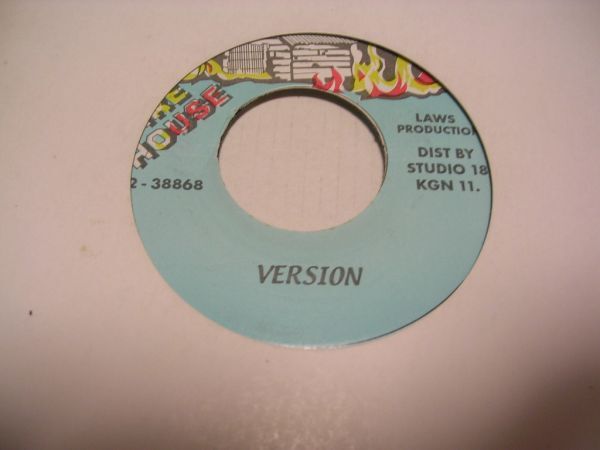 HOUSE
LAWS
PRODUCTION
DIST BY
STUDIO 18
KGN 11.
2 - 38868
VERSION